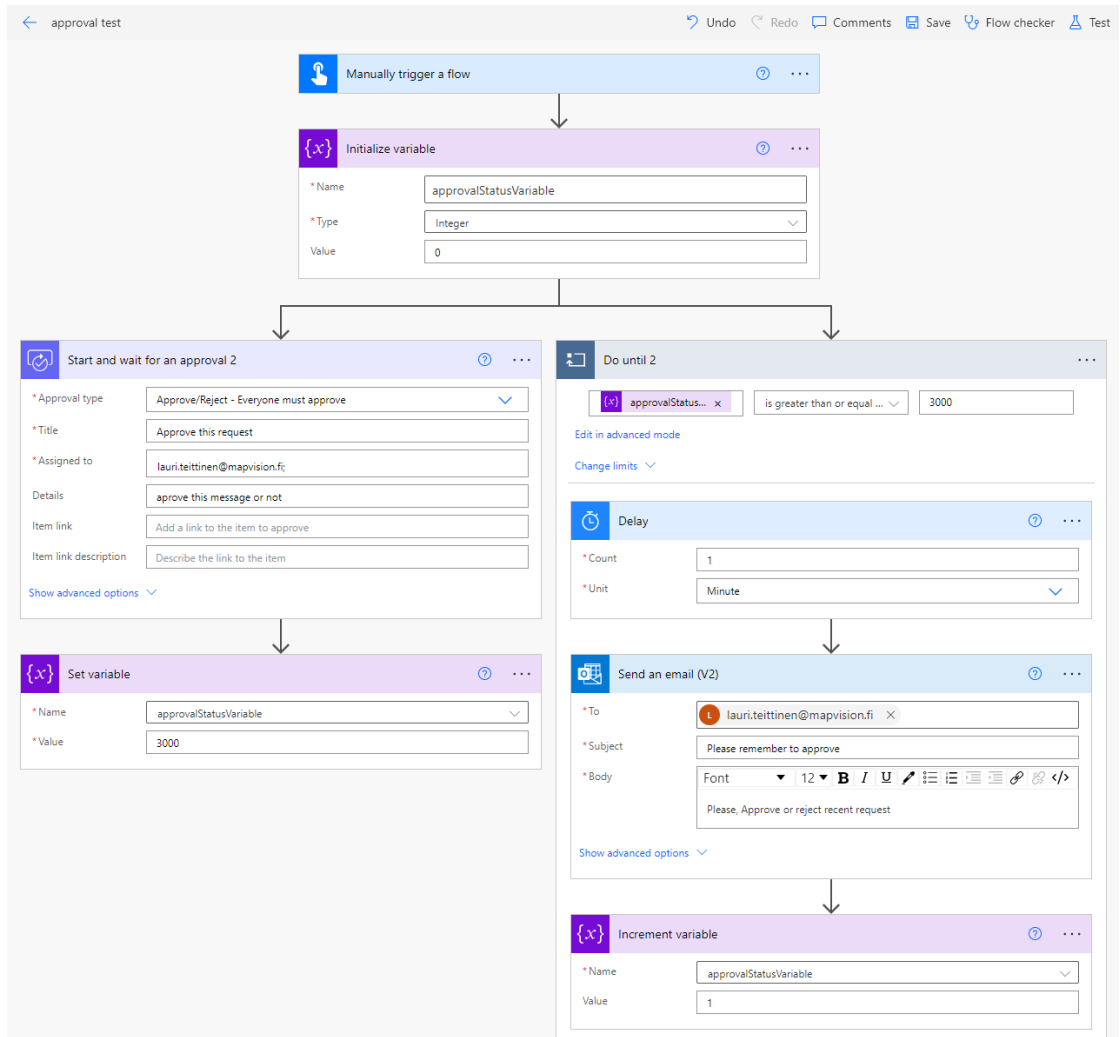 approval test
Undo Redo Comments Save Flow checker Test
Manually trigger a flow
{x} Initialize variable
*Name approvalStatusVariable
*Type Integer
Value 0
Start and wait for an approval 2
*Approval type Approve/Reject - Everyone must approve
*Title Approve this request
*Assigned to lauri.teittinen@mapvision.fi;
Details aprove this message or not
Item link Add a link to the item to approve
Item link description Describe the link to the item
Show advanced options
{x} Set variable
*Name approvalStatusVariable
*Value 3000
Do until 2
{x} approvalStatus... x is greater than or equal ... 3000
Edit in advanced mode
Change limits
Delay
*Count 1
*Unit Minute
Send an email (V2)
*To L lauri.teittinen@mapvision.fi
*Subject Please remember to approve
*Body Font 12 B I U </>
Please, Approve or reject recent request
Show advanced options
{x} Increment variable
*Name approvalStatusVariable
Value 1